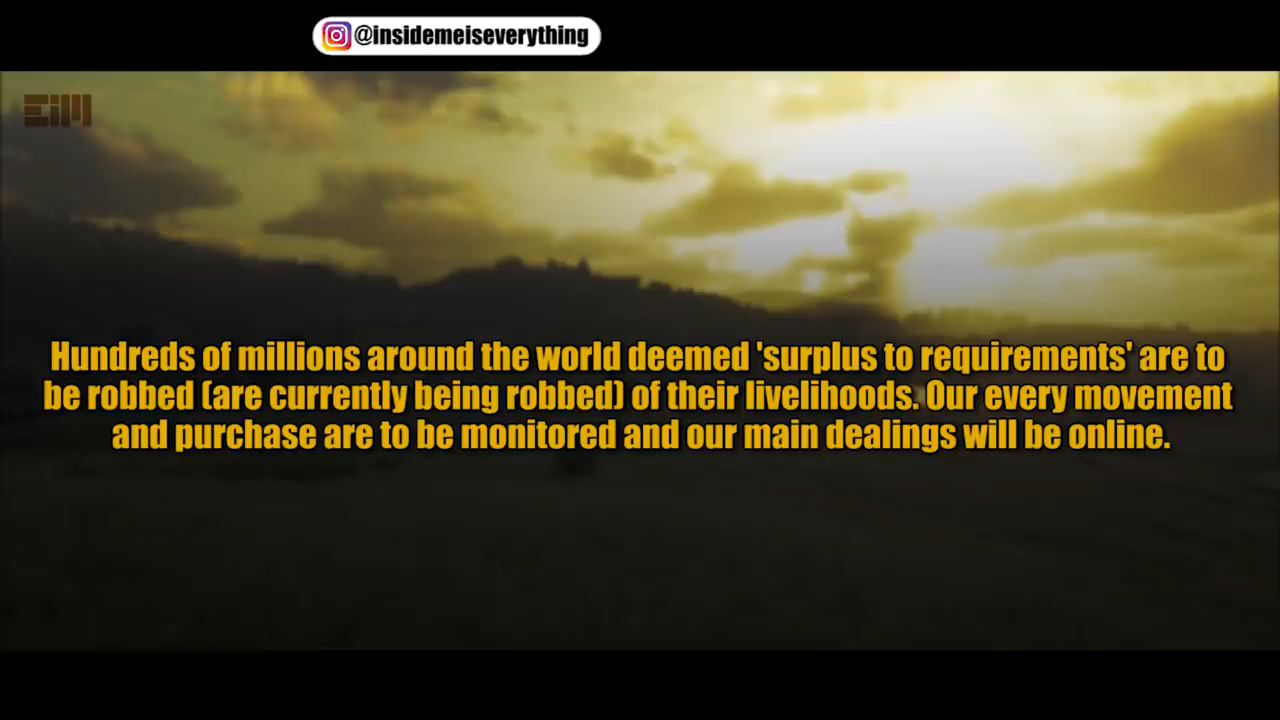 @insidemeiseverything
EiM
Hundreds of millions around the world deemed 'surplus to requirements' are to
be robbed (are currently being robbed) of their livelihoods. Our every movement
and purchase are to be monitored and our main dealings will be online.